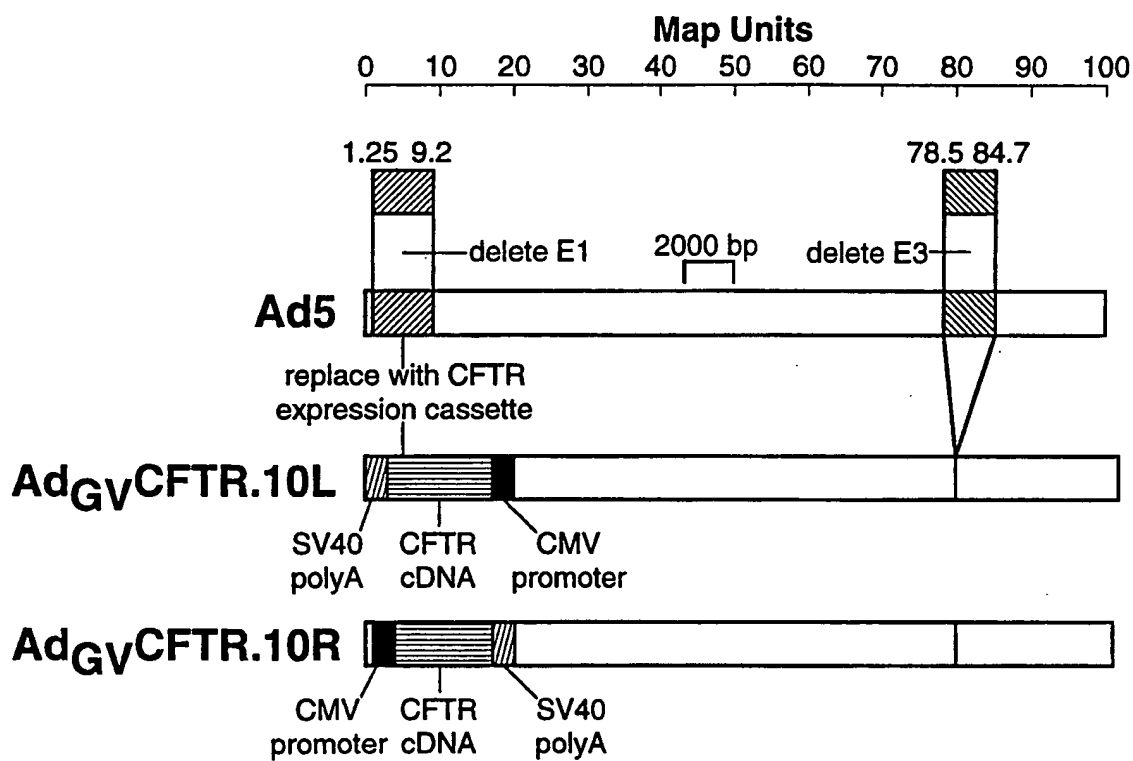 Map Units
0 10 20 30 40 50 60 70 80 90 100
1.25 9.2 78.5 84.7
delete E1 2000 bp delete E3
Ad5
replace with CFTR
expression cassette
AdGVCFTR.10L
SV40 CFTR CMV
polyA cDNA promoter
AdGVCFTR.10R
CMV CFTR SV40
promoter cDNA polyA